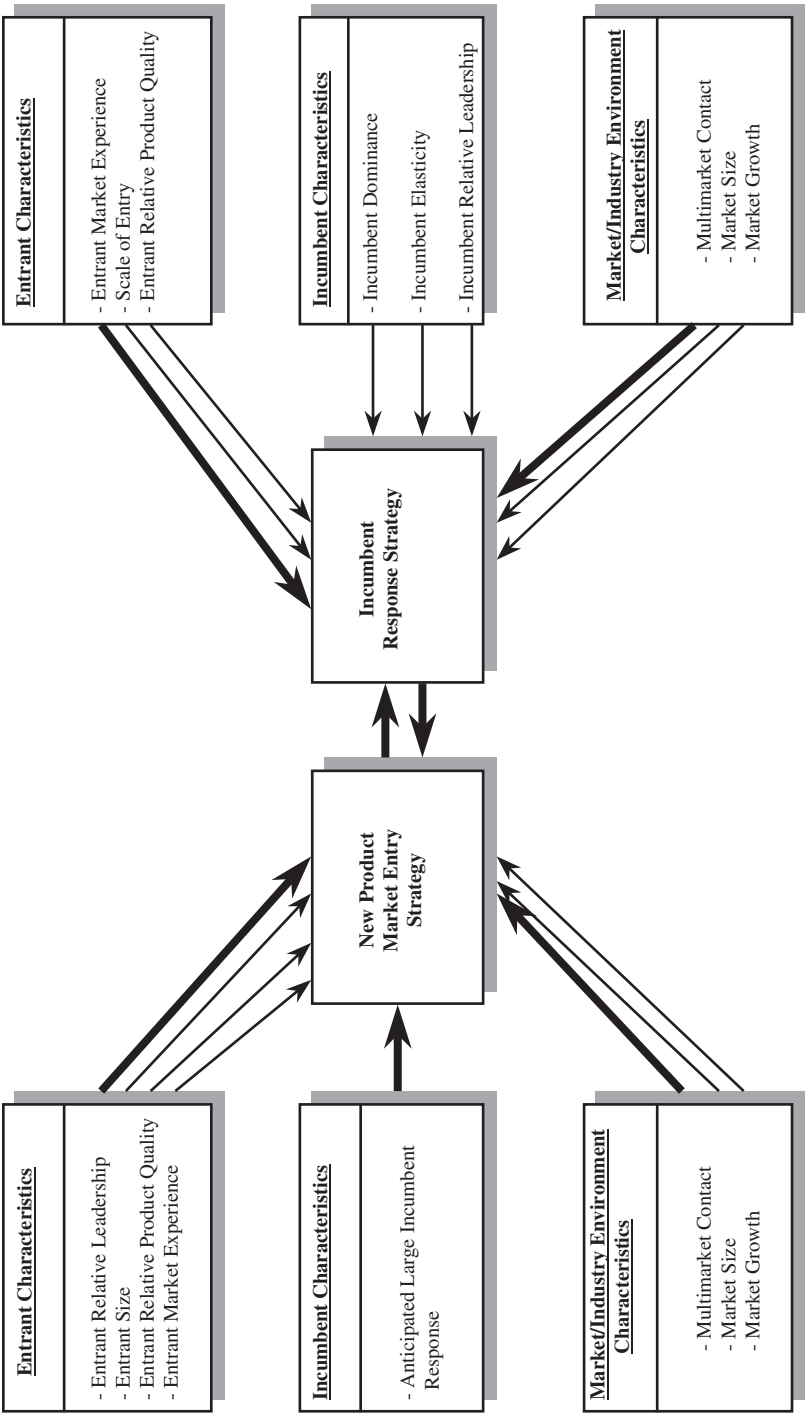 Entrant Characteristics
- Entrant Relative Leadership
- Entrant Size
- Entrant Relative Product Quality
- Entrant Market Experience
Incumbent Characteristics
- Anticipated Large Incumbent
Response
Market/Industry Environment
Characteristics
- Multimarket Contact
- Market Size
- Market Growth
New Product
Market Entry
Strategy
Incumbent
Response Strategy
Entrant Characteristics
- Entrant Market Experience
- Scale of Entry
- Entrant Relative Product Quality
Incumbent Characteristics
- Incumbent Dominance
- Incumbent Elasticity
- Incumbent Relative Leadership
Market/Industry Environment
Characteristics
- Multimarket Contact
- Market Size
- Market Growth